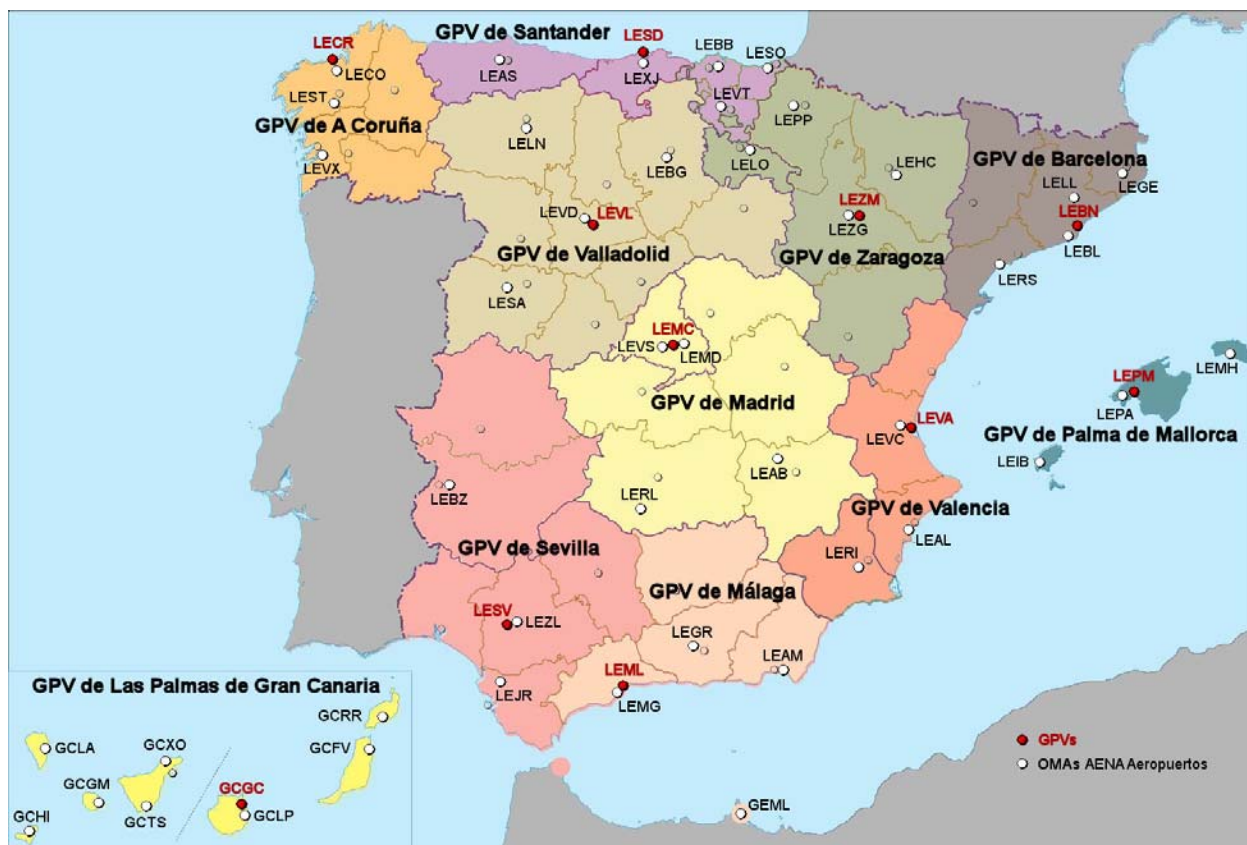 GPV de Santander
LECR
LECO
LEST
GPV de A Coruña
LEVX
LEAS
LESD
LEXJ
LEBB
LESO
LEVT
LEPP
LELN
LEBG
LELO
LEHC
GPV de Barcelona
LELL
LEGE
LEBN
LEBL
LERS
LEVD
LEVL
GPV de Valladolid
LEZM
LEZG
GPV de Zaragoza
LESA
LEMC
LEVS
LEMD
GPV de Madrid
LEMH
LEPM
LEPA
GPV de Palma de Mallorca
LEIB
LEVA
LEVC
LEAB
LERL
LEBZ
GPV de Valencia
LEAL
LERI
GPV de Sevilla
GPV de Málaga
LESV
LEZL
LEGR
LEAM
LEML
LEMG
LEJR
GPV de Las Palmas de Gran Canaria
GCRR
GCLA
GCXO
GCFV
GCGM
GCGC
GCHI
GCTS
GCLP
GEML
GPVs
OMAs AENA Aeropuertos